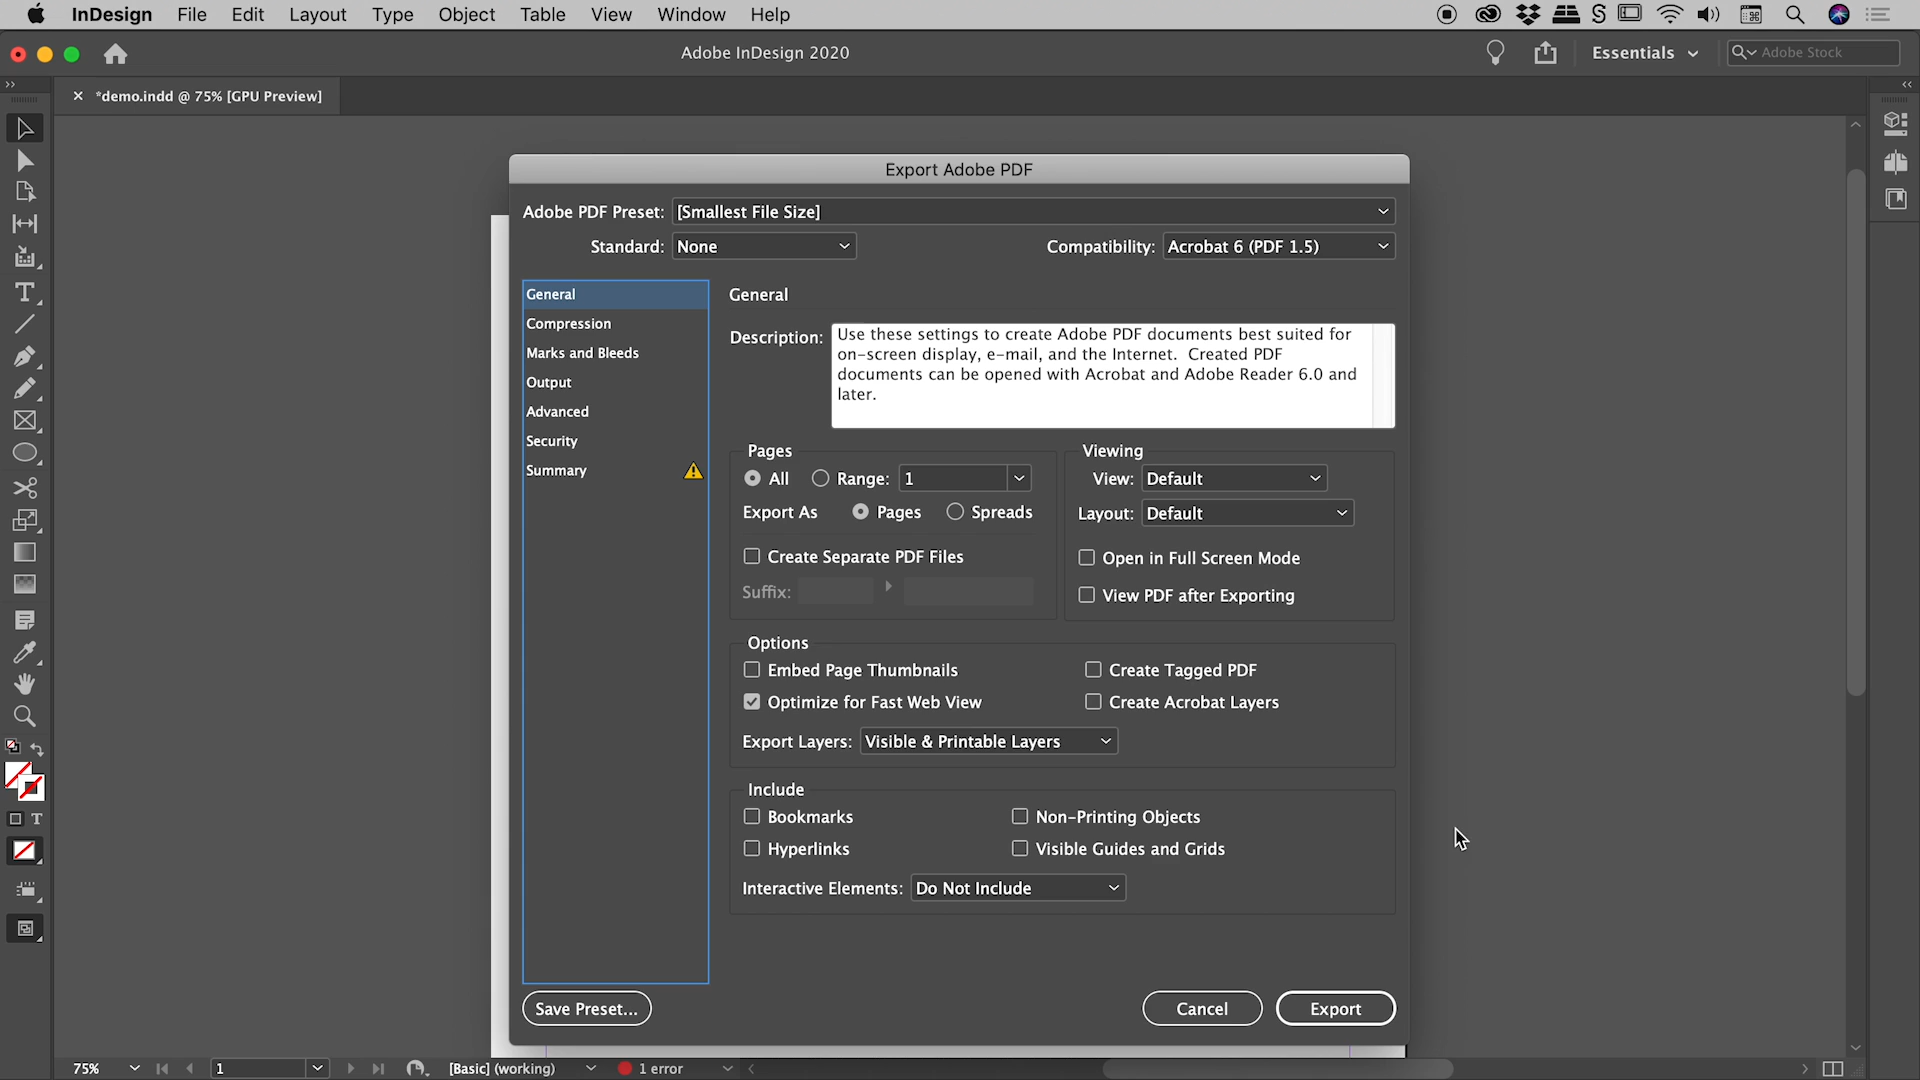 InDesign File Edit Layout Type Object Table View Window Help
Adobe InDesign 2020
Essentials
Adobe Stock
*demo.indd @ 75% [GPU Preview]
Export Adobe PDF
Adobe PDF Preset: [Smallest File Size]
Standard: None
Compatibility: Acrobat 6 (PDF 1.5)
General
Compression
Marks and Bleeds
Output
Advanced
Security
Summary
General
Description: Use these settings to create Adobe PDF documents best suited for
on-screen display, e-mail, and the Internet. Created PDF
documents can be opened with Acrobat and Adobe Reader 6.0 and
later.
Pages
All Range: 1
Export As Pages Spreads
Create Separate PDF Files
Suffix:
Viewing
View: Default
Layout: Default
Open in Full Screen Mode
View PDF after Exporting
Options
Embed Page Thumbnails
Create Tagged PDF
Optimize for Fast Web View
Create Acrobat Layers
Export Layers: Visible & Printable Layers
Include
Bookmarks
Non-Printing Objects
Hyperlinks
Visible Guides and Grids
Interactive Elements: Do Not Include
Save Preset...
Cancel
Export
75%
1
[Basic] (working)
1 error